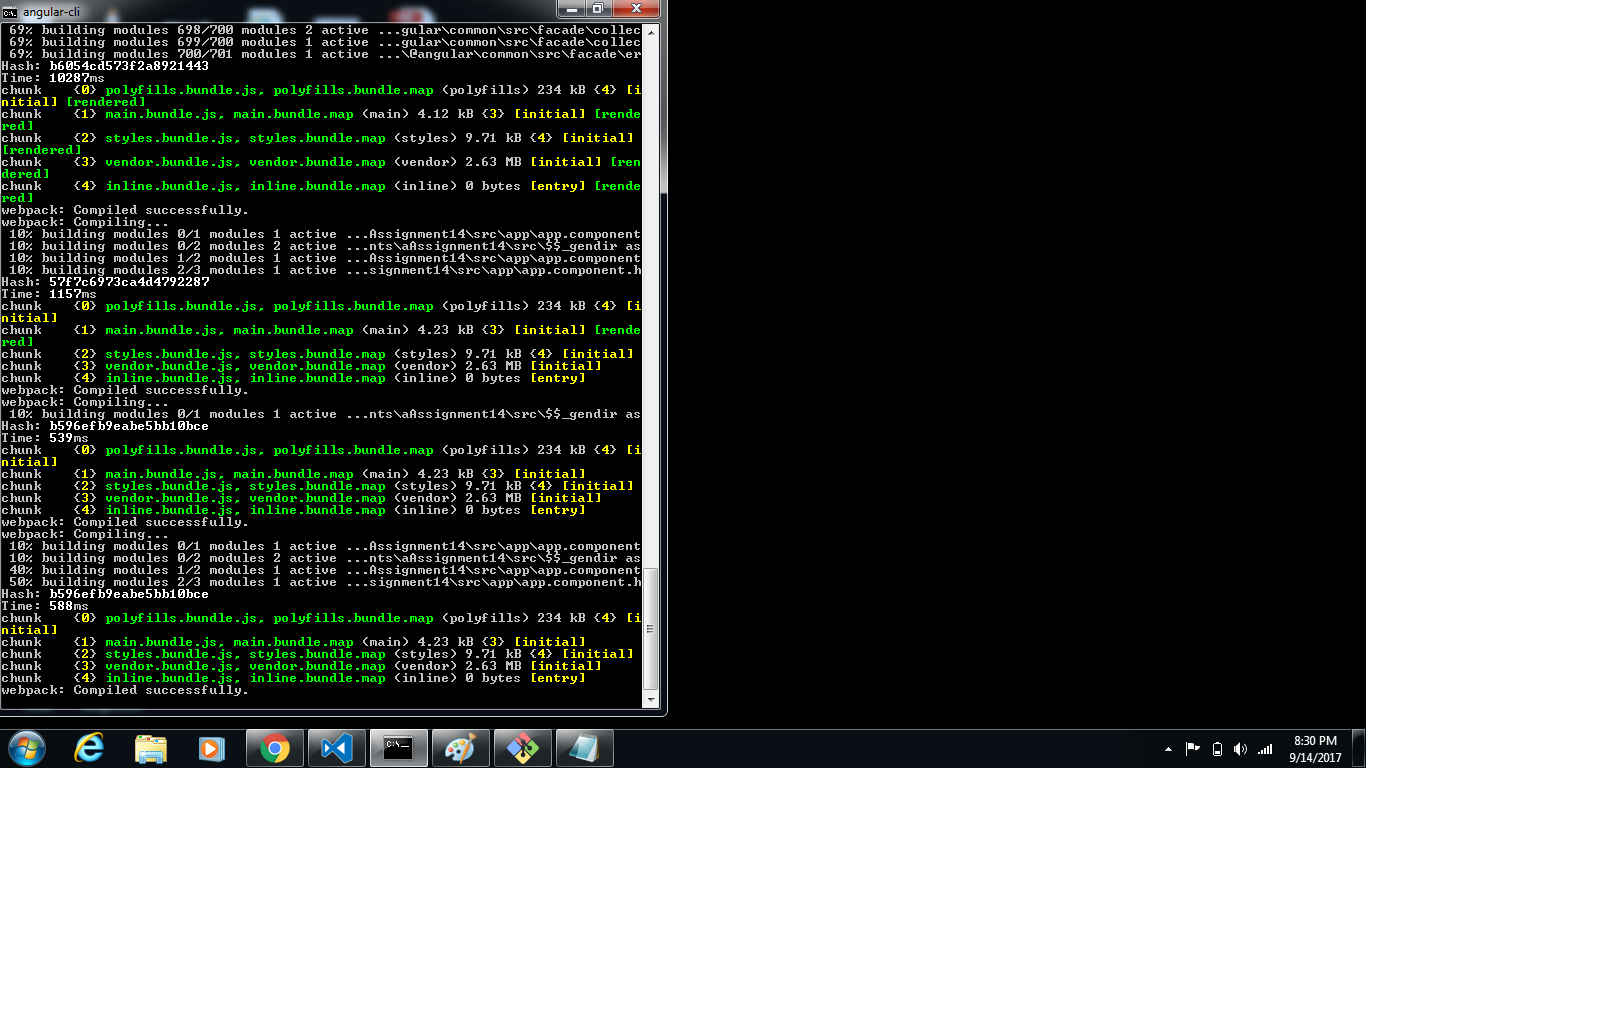 angular-cli
69% building modules 698/700 modules 2 active ...gular\common\src\facade\collec
69% building modules 699/700 modules 1 active ...gular\common\src\facade\collec
69% building modules 700/701 modules 1 active ...\@angular\common\src\facade\er
Hash: b6054cd573f2a8921443
Time: 10287ms
chunk    {0} polyfills.bundle.js, polyfills.bundle.map (polyfills) 234 kB {4} [i
nitial] [rendered]
chunk    {1} main.bundle.js, main.bundle.map (main) 4.12 kB {3} [initial] [rende
red]
chunk    {2} styles.bundle.js, styles.bundle.map (styles) 9.71 kB {4} [initial]
[rendered]
chunk    {3} vendor.bundle.js, vendor.bundle.map (vendor) 2.63 MB [initial] [ren
dered]
chunk    {4} inline.bundle.js, inline.bundle.map (inline) 0 bytes [entry] [rende
red]
webpack: Compiled successfully.
webpack: Compiling...
10% building modules 0/1 modules 1 active ...Assignment14\src\app\app.component
10% building modules 0/2 modules 2 active ...nts\aAssignment14\src\$$_gendir as
10% building modules 1/2 modules 1 active ...Assignment14\src\app\app.component
10% building modules 2/3 modules 1 active ...signment14\src\app\app.component.h
Hash: 57f7c6973ca4d4792287
Time: 1157ms
chunk    {0} polyfills.bundle.js, polyfills.bundle.map (polyfills) 234 kB {4} [i
nitial]
chunk    {1} main.bundle.js, main.bundle.map (main) 4.23 kB {3} [initial] [rende
red]
chunk    {2} styles.bundle.js, styles.bundle.map (styles) 9.71 kB {4} [initial]
chunk    {3} vendor.bundle.js, vendor.bundle.map (vendor) 2.63 MB [initial]
chunk    {4} inline.bundle.js, inline.bundle.map (inline) 0 bytes [entry]
webpack: Compiled successfully.
webpack: Compiling...
10% building modules 0/1 modules 1 active ...nts\aAssignment14\src\$$_gendir as
Hash: b596efb9eabe5bb10bce
Time: 539ms
chunk    {0} polyfills.bundle.js, polyfills.bundle.map (polyfills) 234 kB {4} [i
nitial]
chunk    {1} main.bundle.js, main.bundle.map (main) 4.23 kB {3} [initial]
chunk    {2} styles.bundle.js, styles.bundle.map (styles) 9.71 kB {4} [initial]
chunk    {3} vendor.bundle.js, vendor.bundle.map (vendor) 2.63 MB [initial]
chunk    {4} inline.bundle.js, inline.bundle.map (inline) 0 bytes [entry]
webpack: Compiled successfully.
webpack: Compiling...
10% building modules 0/1 modules 1 active ...Assignment14\src\app\app.component
10% building modules 0/2 modules 2 active ...nts\aAssignment14\src\$$_gendir as
40% building modules 1/2 modules 1 active ...Assignment14\src\app\app.component
50% building modules 2/3 modules 1 active ...signment14\src\app\app.component.h
Hash: b596efb9eabe5bb10bce
Time: 588ms
chunk    {0} polyfills.bundle.js, polyfills.bundle.map (polyfills) 234 kB {4} [i
nitial]
chunk    {1} main.bundle.js, main.bundle.map (main) 4.23 kB {3} [initial]
chunk    {2} styles.bundle.js, styles.bundle.map (styles) 9.71 kB {4} [initial]
chunk    {3} vendor.bundle.js, vendor.bundle.map (vendor) 2.63 MB [initial]
chunk    {4} inline.bundle.js, inline.bundle.map (inline) 0 bytes [entry]
webpack: Compiled successfully.
8:30 PM
9/14/2017